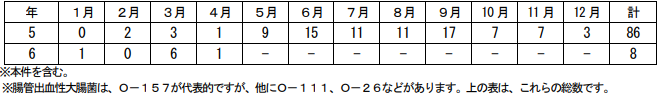 年 1月 2月 3月 4月 5月 6月 7月 8月 9月 10月 11月 12月 計
5 0 2 3 1 9 15 11 11 17 7 7 3 86
6 1 0 6 1 － － － － － － － － 8
※本件を含む。
※腸管出血性大腸菌は、Ｏ－１５７が代表的ですが、他にＯ－１１１、Ｏ－２６などがあります。上の表は、これらの総数です。